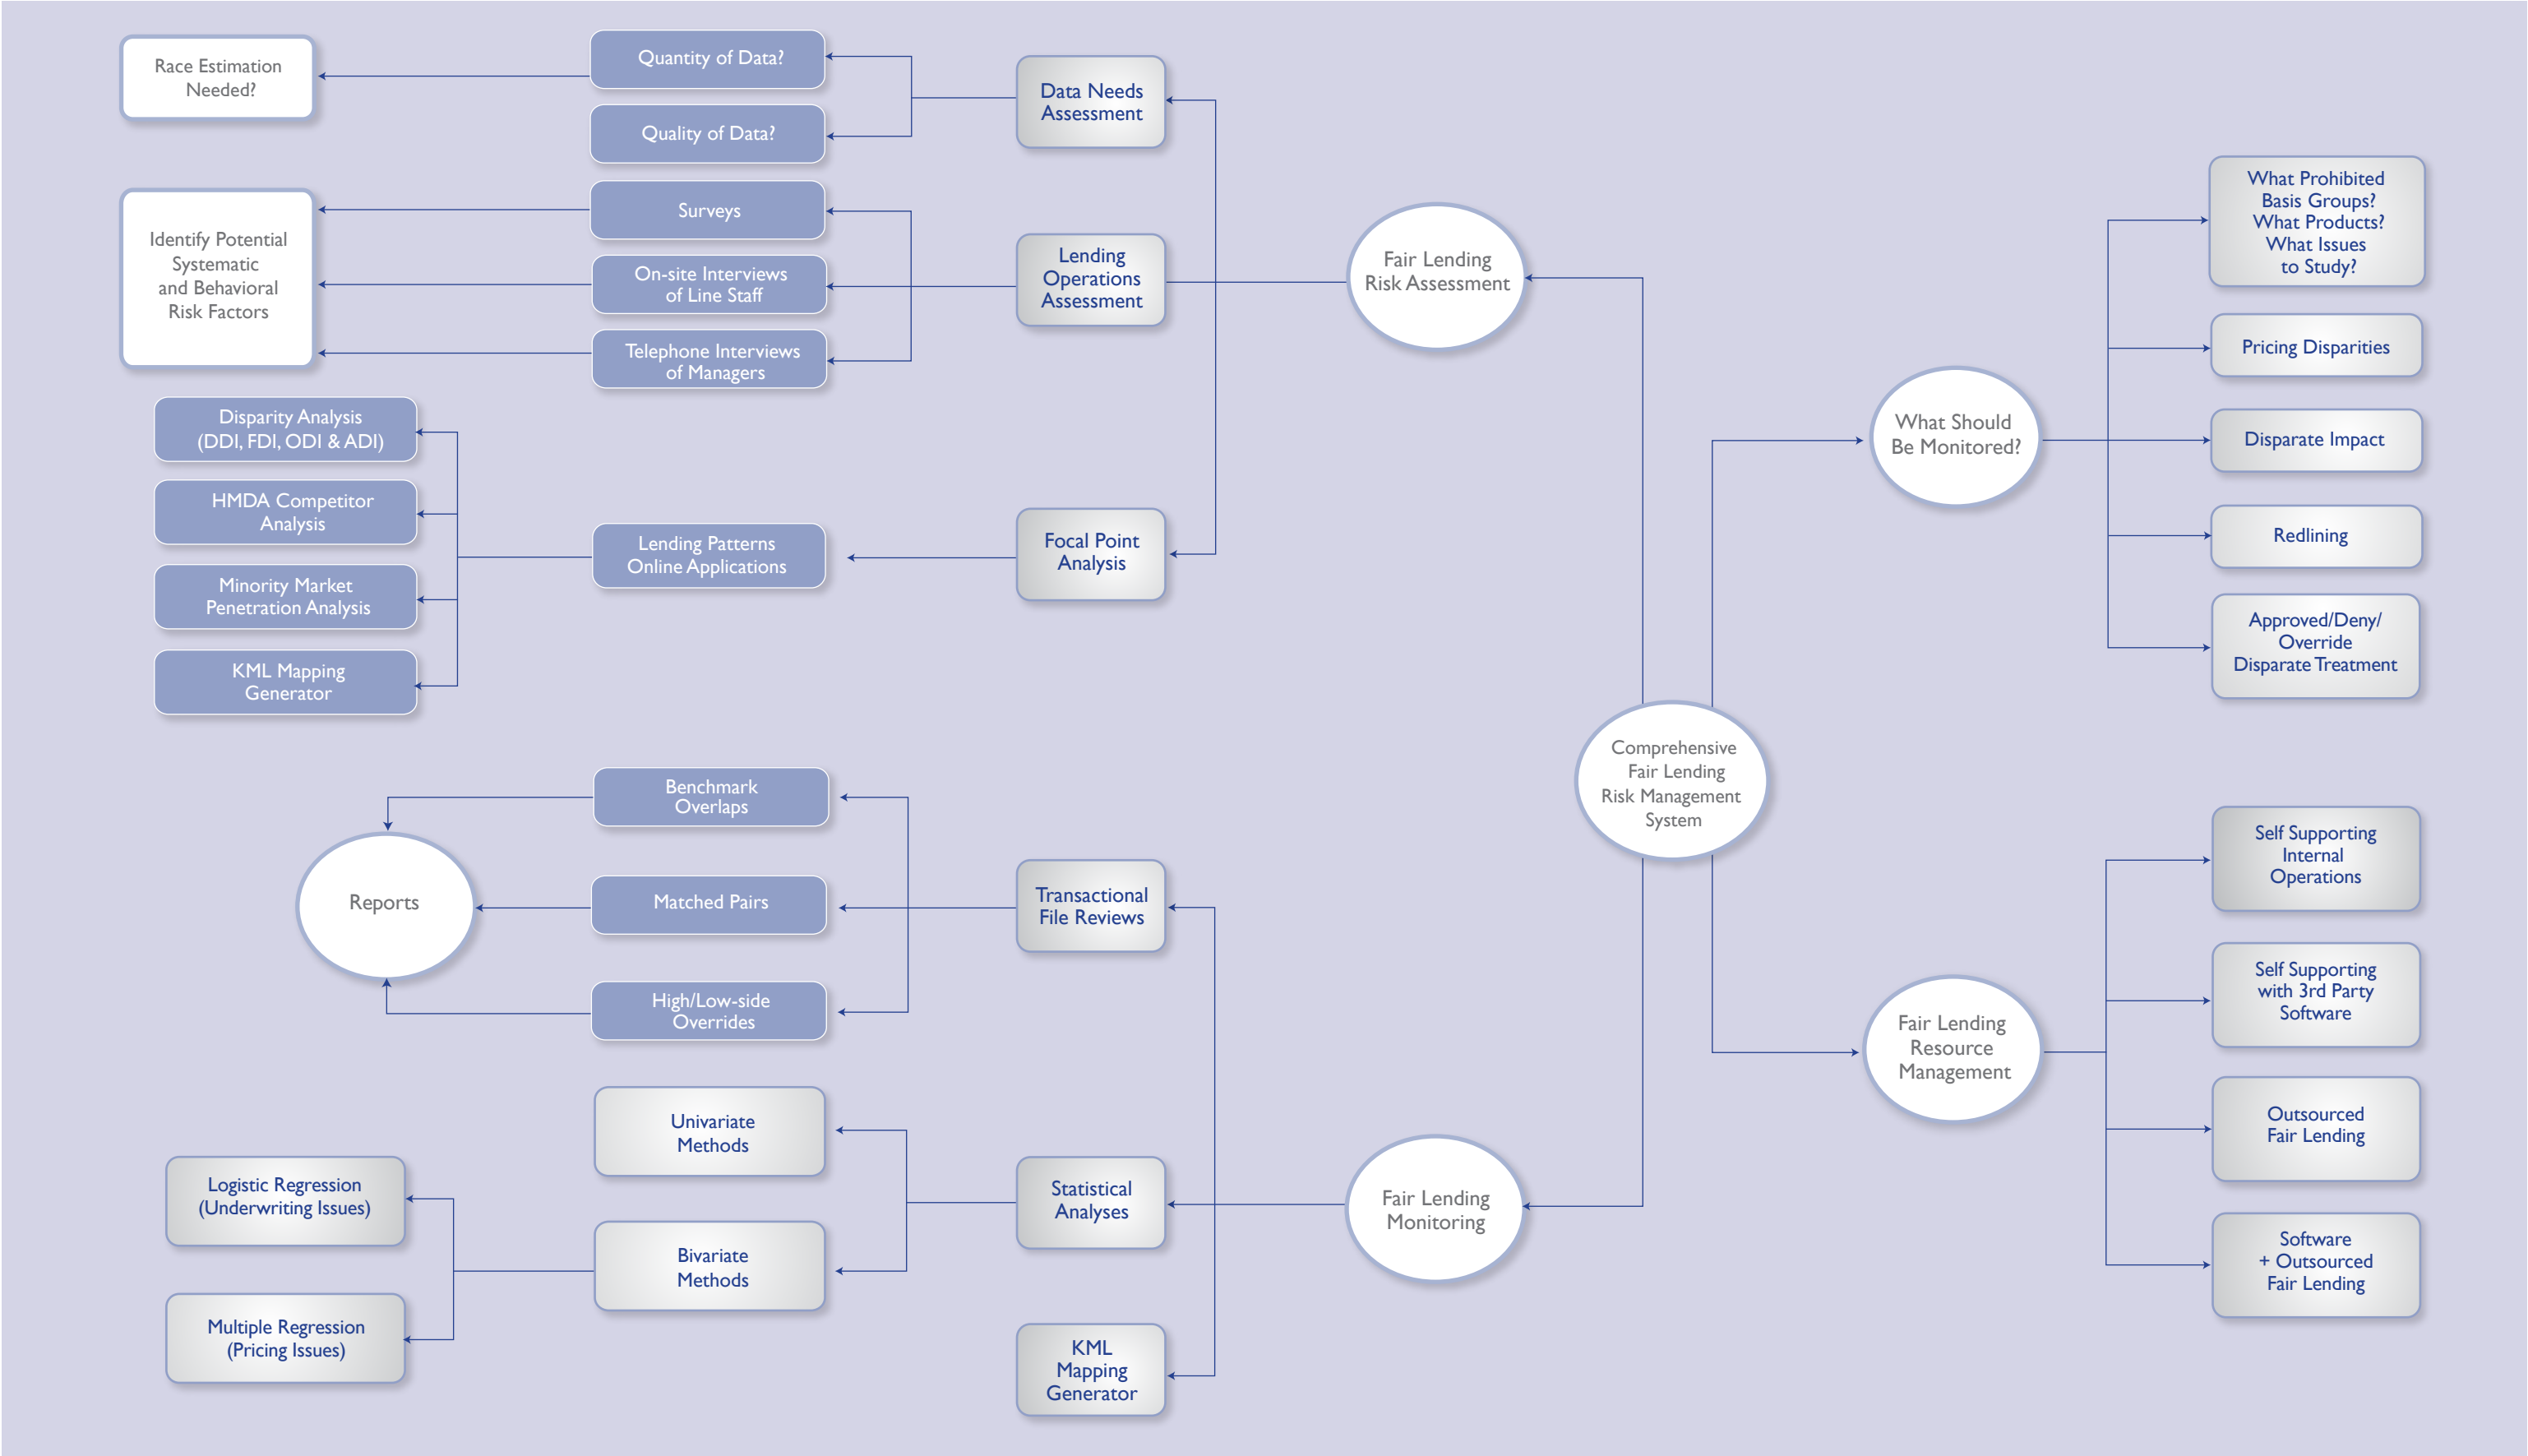 Race Estimation
Needed?
Quantity of Data?
Quality of Data?
Data Needs
Assessment
Identify Potential
Systematic
and Behavioral
Risk Factors
Surveys
On-site Interviews
of Line Staff
Telephone Interviews
of Managers
Lending
Operations
Assessment
Fair Lending
Risk Assessment
Disparity Analysis
(DDI, FDI, ODI & ADI)
HMDA Competitor
Analysis
Minority Market
Penetration Analysis
KML Mapping
Generator
Lending Patterns
Online Applications
Focal Point
Analysis
What Should
Be Monitored?
What Prohibited
Basis Groups?
What Products?
What Issues
to Study?
Pricing Disparities
Disparate Impact
Redlining
Approved/Deny/
Override
Disparate Treatment
Comprehensive
Fair Lending
Risk Management
System
Reports
Benchmark
Overlaps
Matched Pairs
High/Low-side
Overrides
Transactional
File Reviews
Univariate
Methods
Bivariate
Methods
Logistic Regression
(Underwriting Issues)
Multiple Regression
(Pricing Issues)
Statistical
Analyses
KML
Mapping
Generator
Fair Lending
Monitoring
Fair Lending
Resource
Management
Self Supporting
Internal
Operations
Self Supporting
with 3rd Party
Software
Outsourced
Fair Lending
Software
+ Outsourced
Fair Lending